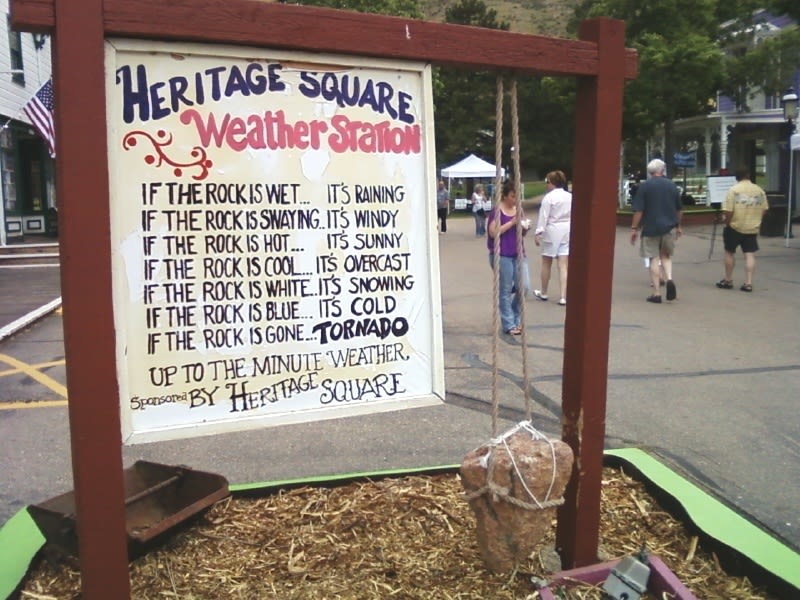 HERITAGE SQUARE
Weather Station
IF THE ROCK IS WET... IT'S RAINING
IF THE ROCK IS SWAYING..IT'S WINDY
IF THE ROCK IS HOT... IT'S SUNNY
IF THE ROCK IS COOL... IT'S OVERCAST
IF THE ROCK IS WHITE..IT'S SNOWING
IF THE ROCK IS BLUE... IT'S COLD
IF THE ROCK IS GONE...TORNADO
UP TO THE MINUTE WEATHER,
Sponsored BY HERITAGE SQUARE